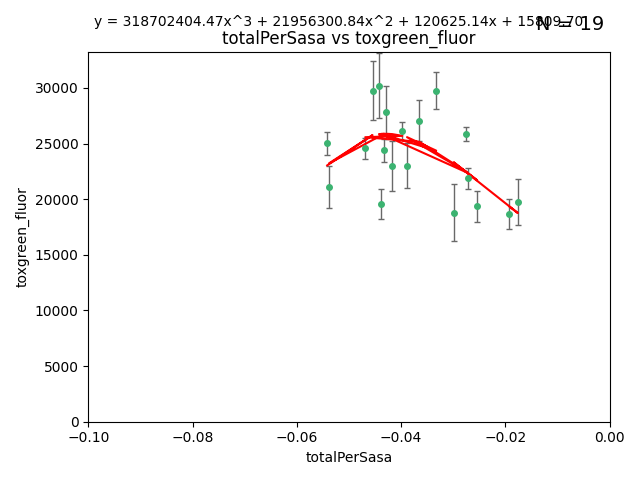 y = 318702404.47x^3 + 21956300.84x^2 + 120625.14x + 15809.70
N = 19
totalPerSasa vs toxgreen_fluor
30000
25000
20000
15000
10000
5000
0
toxgreen_fluor
−0.10 −0.08 −0.06 −0.04 −0.02 0.00
totalPerSasa